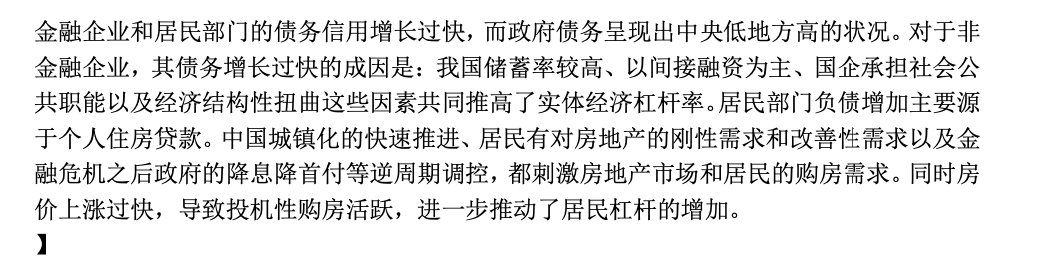 金融企业和居民部门的债务信用增长过快，而政府债务呈现出中央低地方高的状况。对于非
金融企业，其债务增长过快的成因是：我国储蓄率较高、以间接融资为主、国企承担社会公
共职能以及经济结构性扭曲这些因素共同推高了实体经济杠杆率。居民部门负债增加主要源
于个人住房贷款。中国城镇化的快速推进、居民有对房地产的刚性需求和改善性需求以及金
融危机之后政府的降息降首付等逆周期调控，都刺激房地产市场和居民的购房需求。同时房
价上涨过快，导致投机性购房活跃，进一步推动了居民杠杆的增加。
】